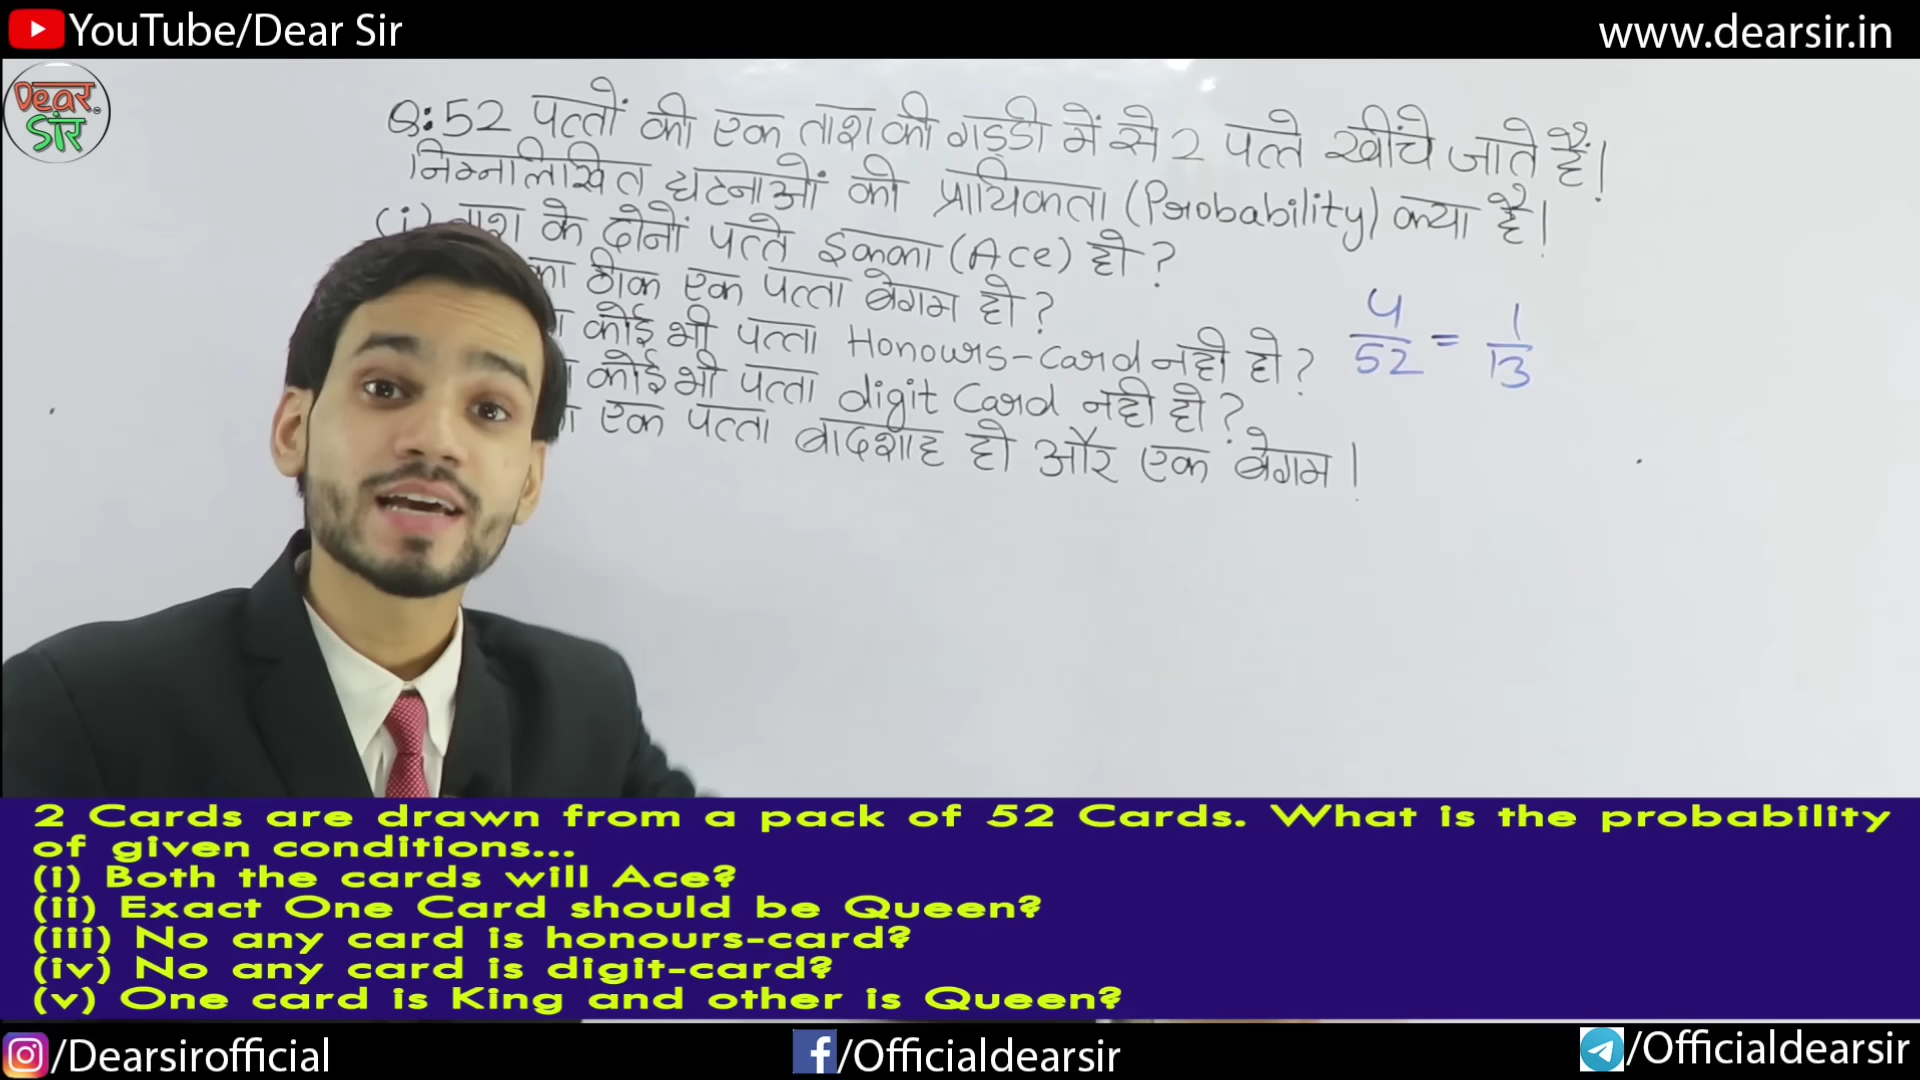 YouTube/Dear Sir
www.dearsir.in
Dear
सर
Q:52 पत्तों की एक ताश की गड्डी में से 2 पत्ते खींचे जाते हैं।
निम्नलिखित घटनाओं की प्रायिकता (Probability) क्या है।
(i) ताश के दोनों पत्ते इक्का (Ace) हो?
का ठीक एक पत्ता बेगम हो?
कोई भी पत्ता Honours-card नही हो?
कोई भी पत्ता digit Card नही हो?
एक पत्ता बादशाह हो और एक बेगम।
4/52 = 1/13
2 Cards are drawn from a pack of 52 Cards. What is the probability
of given conditions...
(i) Both the cards will Ace?
(ii) Exact One Card should be Queen?
(iii) No any card is honours-card?
(iv) No any card is digit-card?
(v) One card is King and other is Queen?
/Dearsirofficial
/Officialdearsir
/Officialdearsir